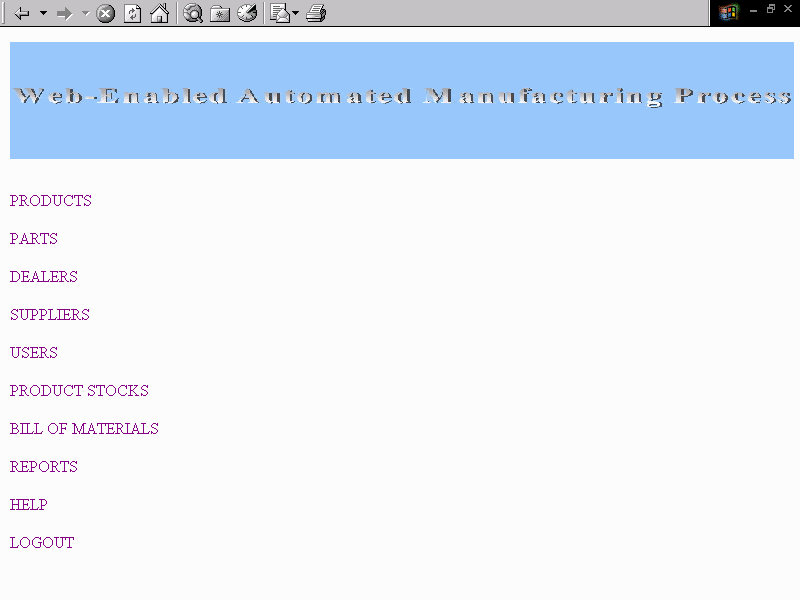 Web-Enabled Automated Manufacturing Process
PRODUCTS
PARTS
DEALERS
SUPPLIERS
USERS
PRODUCT STOCKS
BILL OF MATERIALS
REPORTS
HELP
LOGOUT